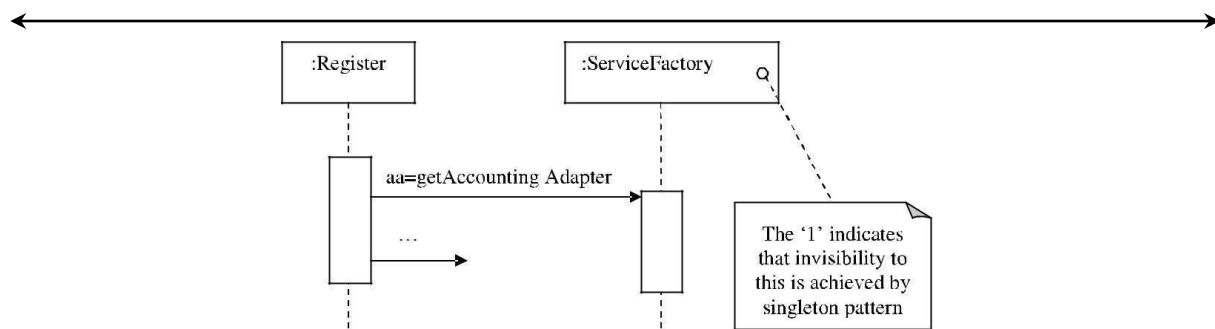 :Register
:ServiceFactory
aa=getAccounting Adapter
...
The ‘1’ indicates
that invisibility to
this is achieved by
singleton pattern